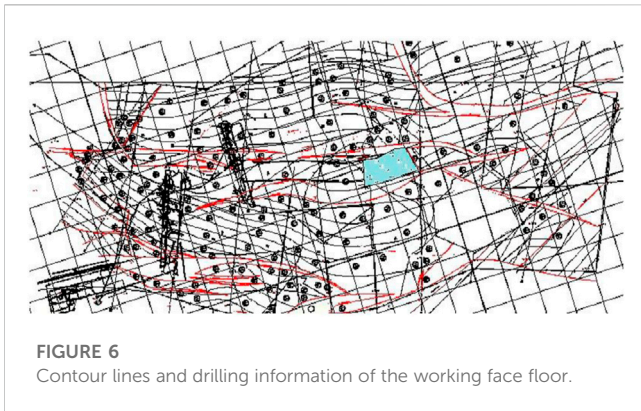 FIGURE 6
Contour lines and drilling information of the working face floor.